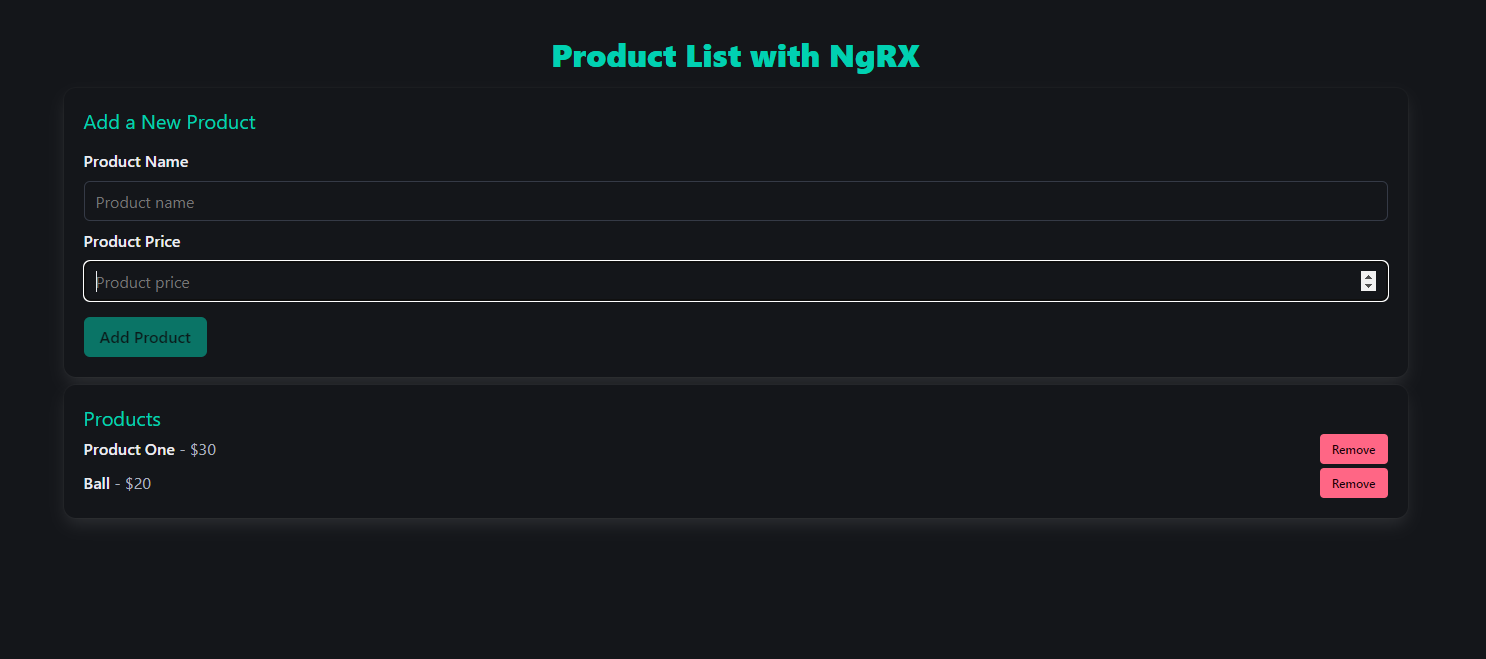 Product List with NgRX
Add a New Product
Product Name
Product name
Product Price
Product price
Add Product
Products
Product One - $30 Remove
Ball - $20 Remove